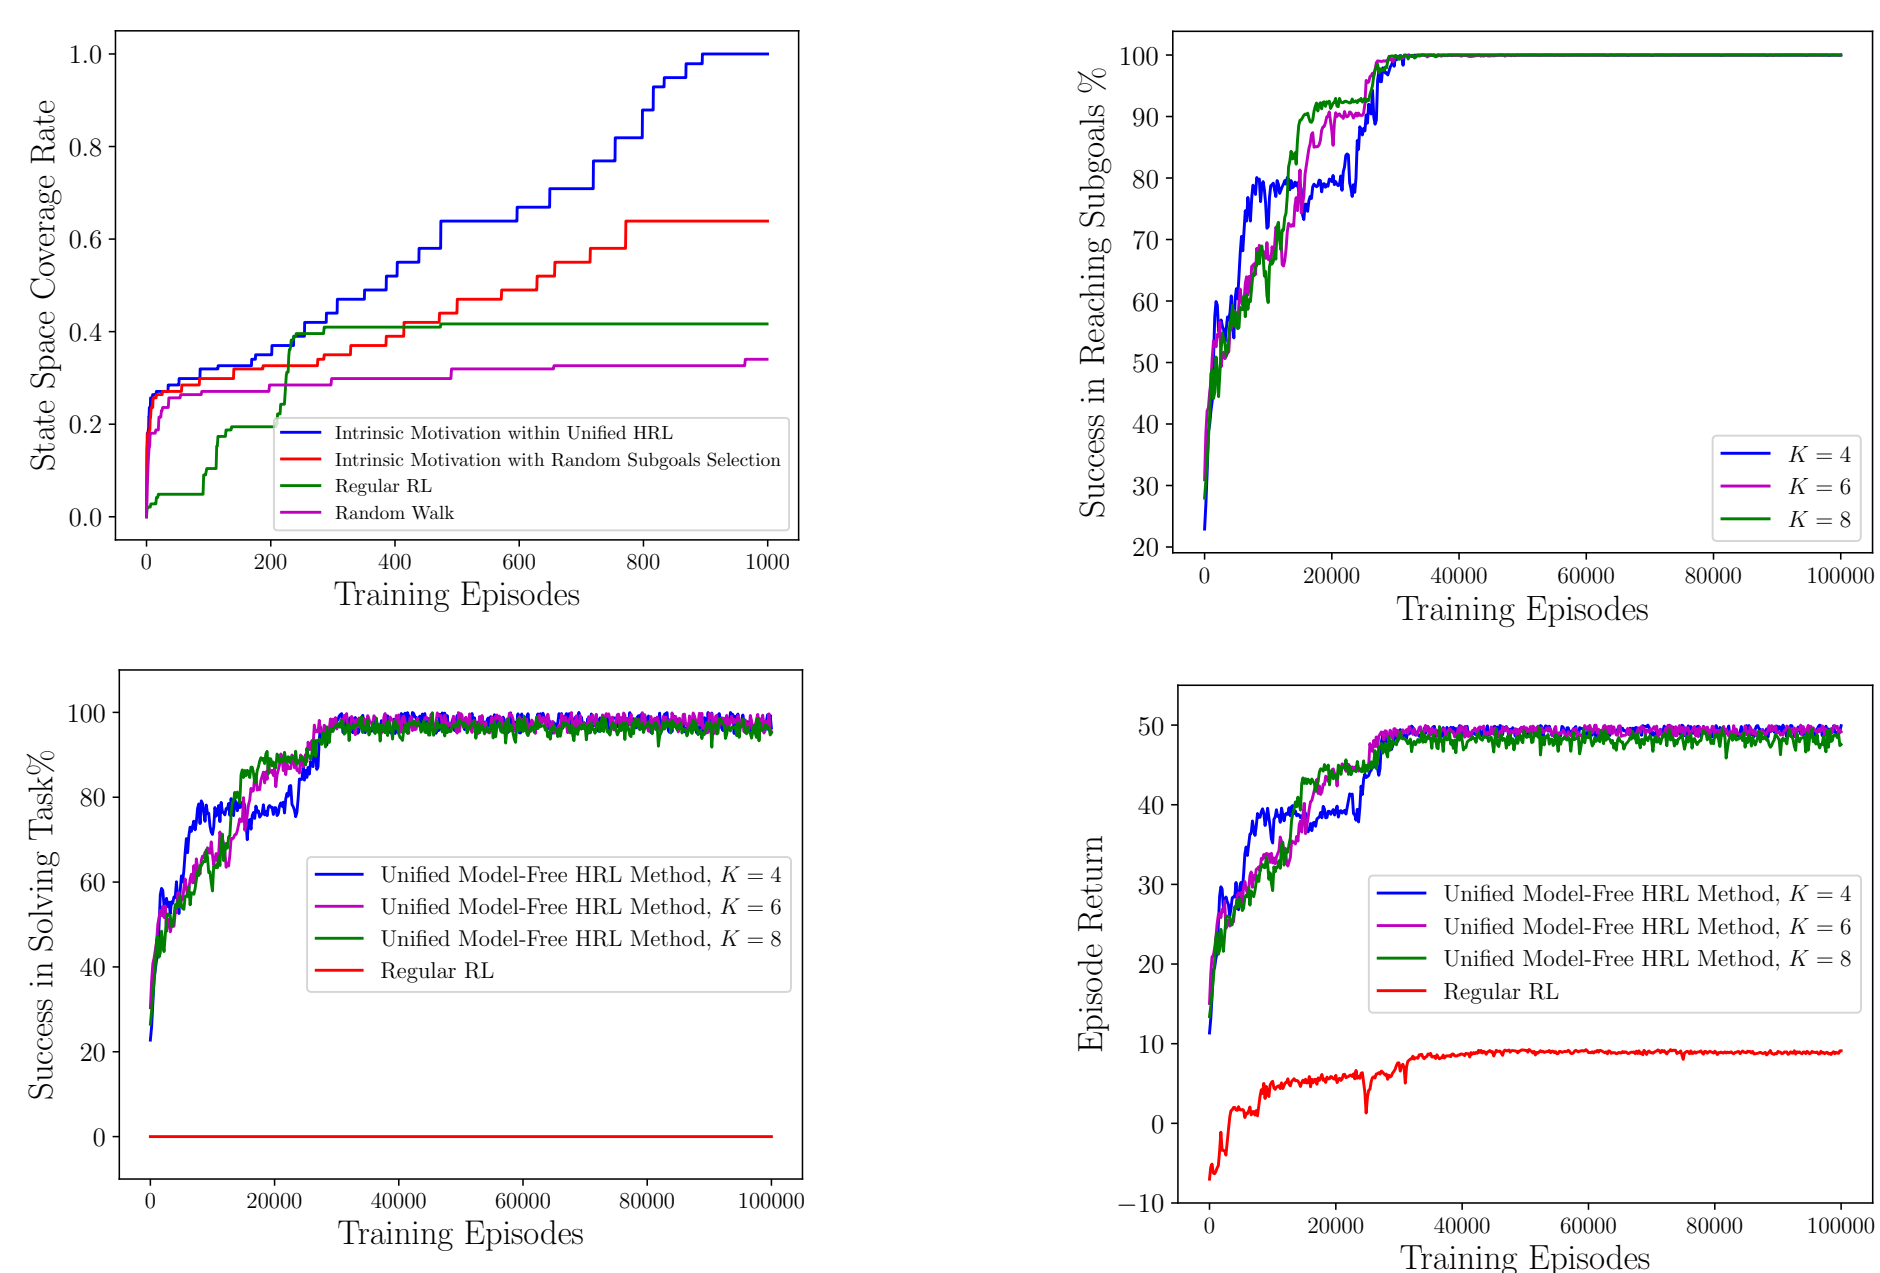 State Space Coverage Rate
1.0
0.8
0.6
0.4
0.2
0.0
Intrinsic Motivation within Unified HRL
Intrinsic Motivation with Random Subgoals Selection
Regular RL
Random Walk
0 200 400 600 800 1000
Training Episodes
Success in Reaching Subgoals %
100
90
80
70
60
50
40
30
20
K = 4
K = 6
K = 8
0 20000 40000 60000 80000 100000
Training Episodes
Success in Solving Task%
100
80
60
40
20
0
Unified Model-Free HRL Method, K = 4
Unified Model-Free HRL Method, K = 6
Unified Model-Free HRL Method, K = 8
Regular RL
0 20000 40000 60000 80000 100000
Training Episodes
Episode Return
50
40
30
20
10
0
−10
Unified Model-Free HRL Method, K = 4
Unified Model-Free HRL Method, K = 6
Unified Model-Free HRL Method, K = 8
Regular RL
0 20000 40000 60000 80000 100000
Training Episodes